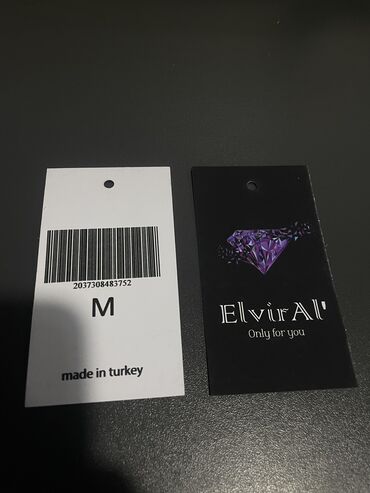 2037308483752
M
made in turkey
ElvirAl'
Only for you